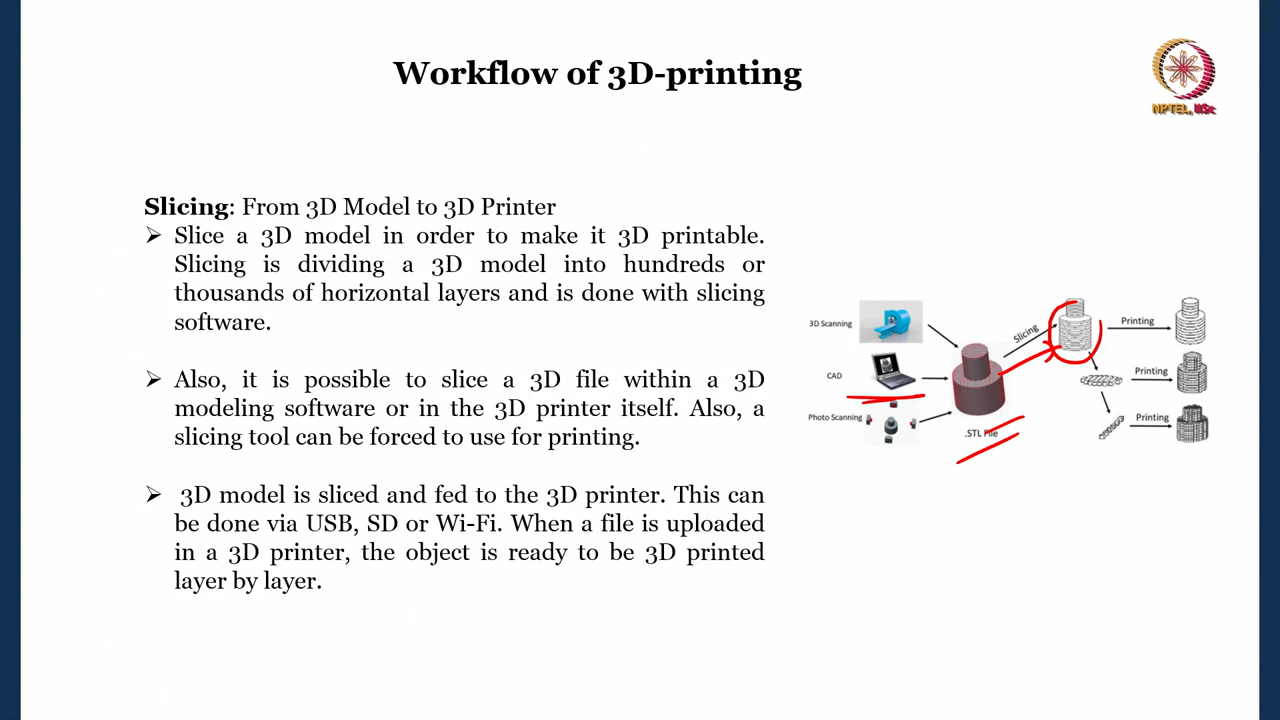 Workflow of 3D-printing
NPTEL, IISc
Slicing: From 3D Model to 3D Printer
➢ Slice a 3D model in order to make it 3D printable.
Slicing is dividing a 3D model into hundreds or
thousands of horizontal layers and is done with slicing
software.
➢ Also, it is possible to slice a 3D file within a 3D
modeling software or in the 3D printer itself. Also, a
slicing tool can be forced to use for printing.
➢ 3D model is sliced and fed to the 3D printer. This can
be done via USB, SD or Wi-Fi. When a file is uploaded
in a 3D printer, the object is ready to be 3D printed
layer by layer.
3D Scanning
CAD
Photo Scanning
.STL File
Slicing
Printing
Printing
Printing